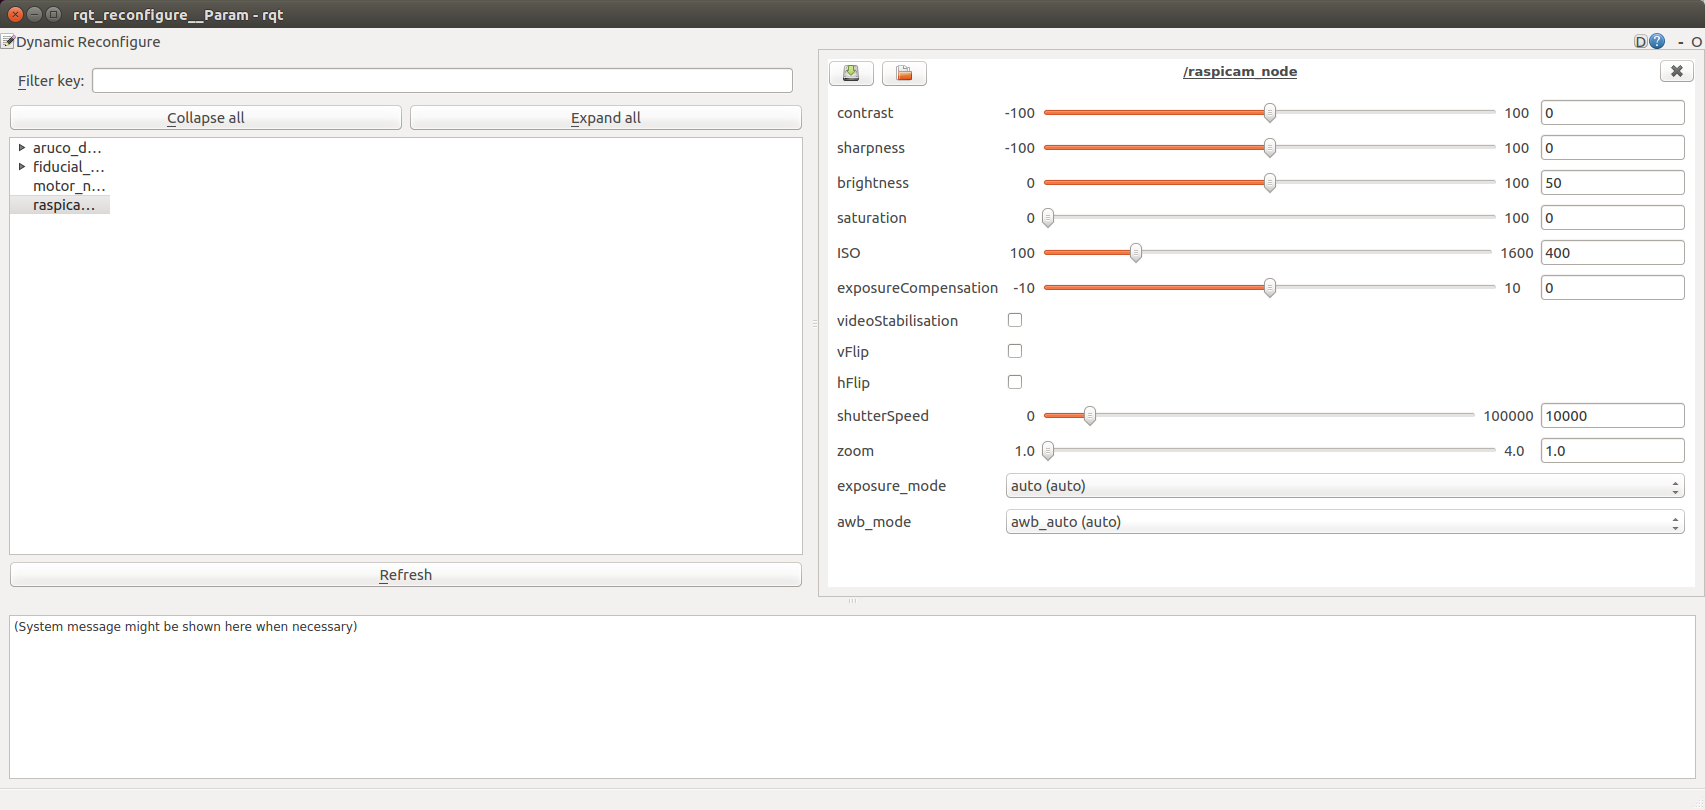 rqt_reconfigure__Param - rqt
Dynamic Reconfigure
D ? - O
Filter key:
Collapse all
Expand all
aruco_d...
fiducial_...
motor_n...
raspica...
Refresh
/raspicam_node
contrast -100 100 0
sharpness -100 100 0
brightness 0 100 50
saturation 0 100 0
ISO 100 1600 400
exposureCompensation -10 10 0
videoStabilisation
vFlip
hFlip
shutterSpeed 0 100000 10000
zoom 1.0 4.0 1.0
exposure_mode auto (auto)
awb_mode awb_auto (auto)
(System message might be shown here when necessary)